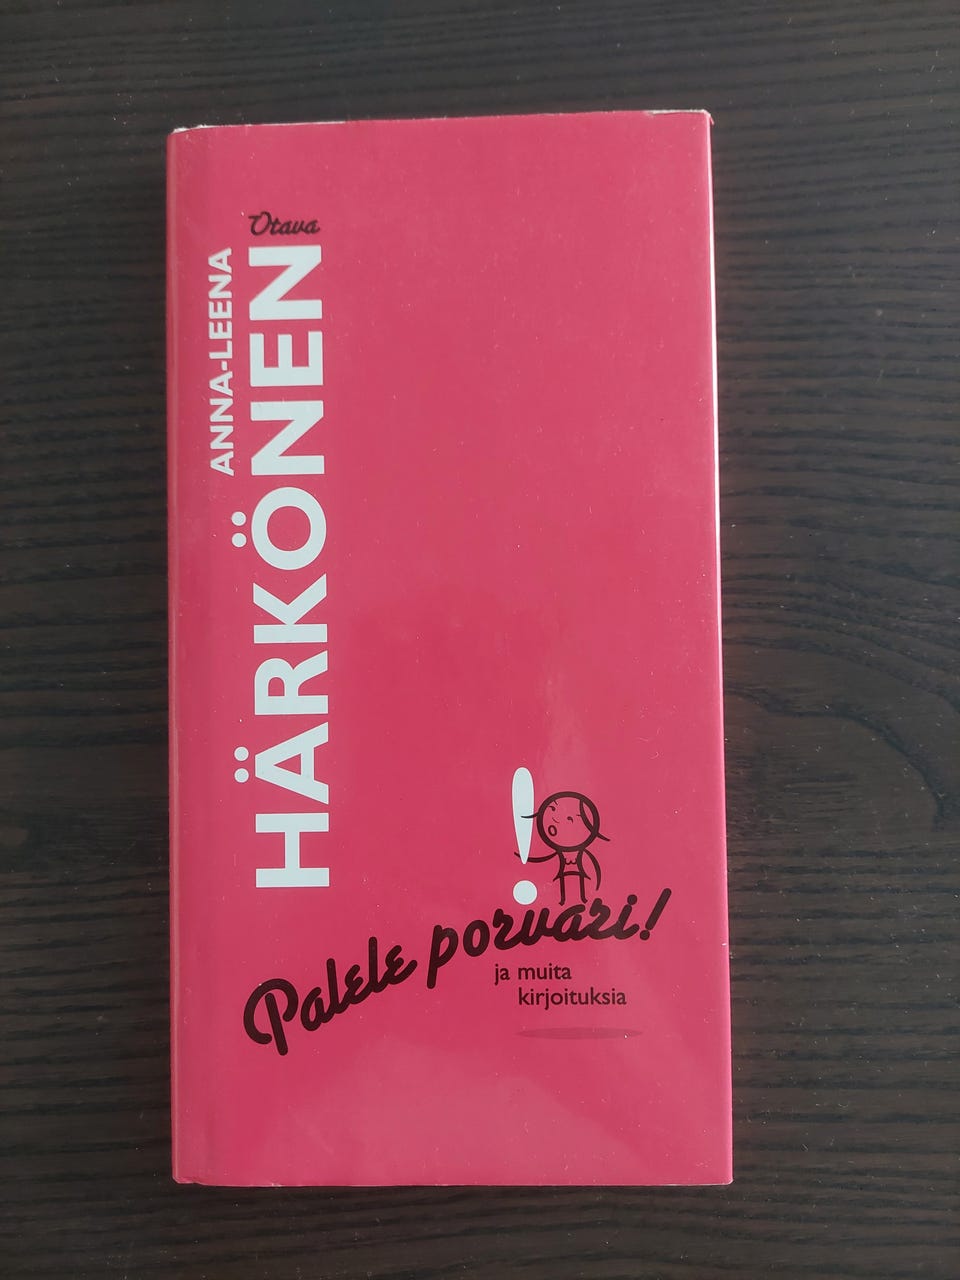 Otava
ANNA-LEENA
HÄRKÖNEN
!
Palele porvari!
ja muita
kirjoituksia